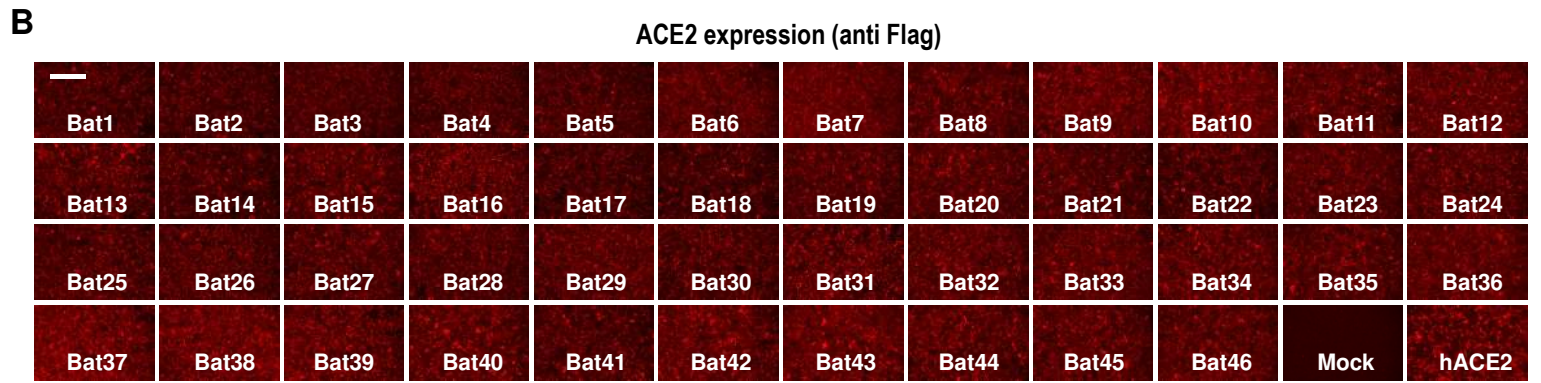 B
ACE2 expression (anti Flag)
Bat1 Bat2 Bat3 Bat4 Bat5 Bat6 Bat7 Bat8 Bat9 Bat10 Bat11 Bat12
Bat13 Bat14 Bat15 Bat16 Bat17 Bat18 Bat19 Bat20 Bat21 Bat22 Bat23 Bat24
Bat25 Bat26 Bat27 Bat28 Bat29 Bat30 Bat31 Bat32 Bat33 Bat34 Bat35 Bat36
Bat37 Bat38 Bat39 Bat40 Bat41 Bat42 Bat43 Bat44 Bat45 Bat46 Mock hACE2